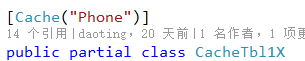 [Cache("Phone")]
14 个引用|daoting，20 天前|1 名作者，1 项
public partial class CacheTbl1X